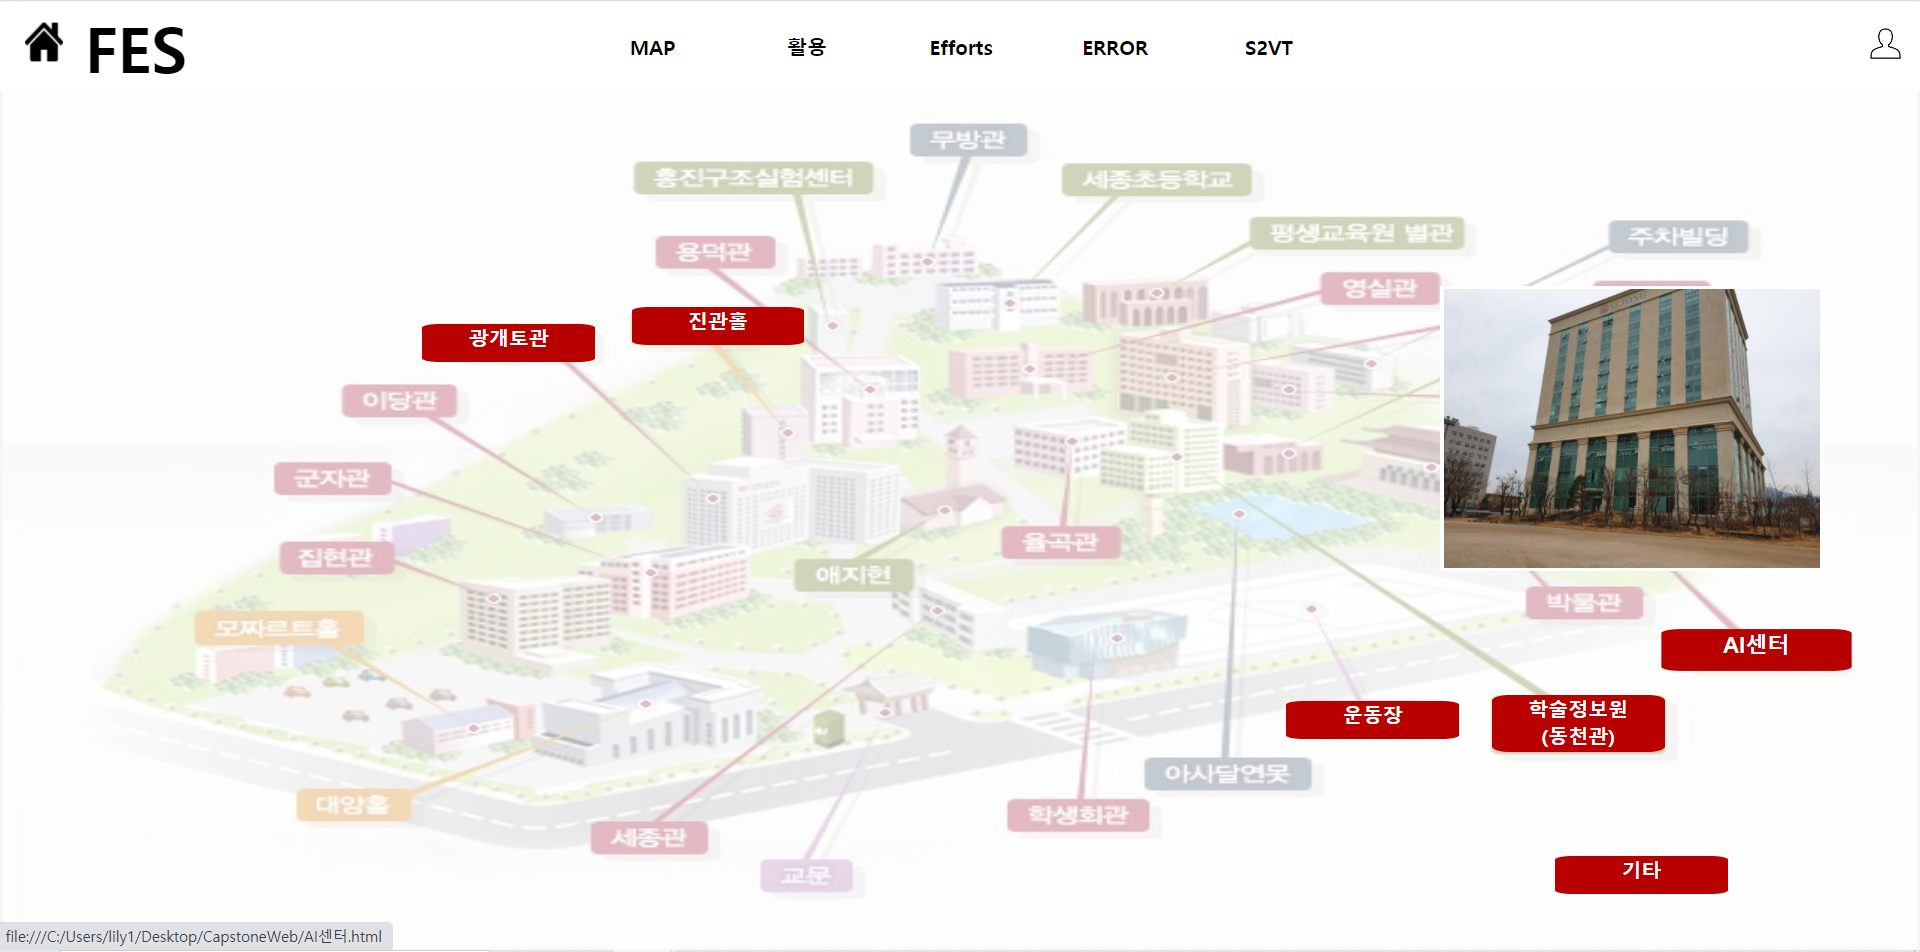 FES
MAP
활용
Efforts
ERROR
S2VT
무방관
홍진구조실험센터
세종초등학교
평생교육원 별관
주차빌딩
용덕관
영실관
진관홀
광개토관
이당관
군자관
율곡관
집현관
애지헌
박물관
모짜르트홀
AI센터
운동장
학술정보원
(동천관)
아사달연못
대양홀
학생회관
세종관
교문
기타
file:///C:/Users/lily1/Desktop/CapstoneWeb/AI센터.html